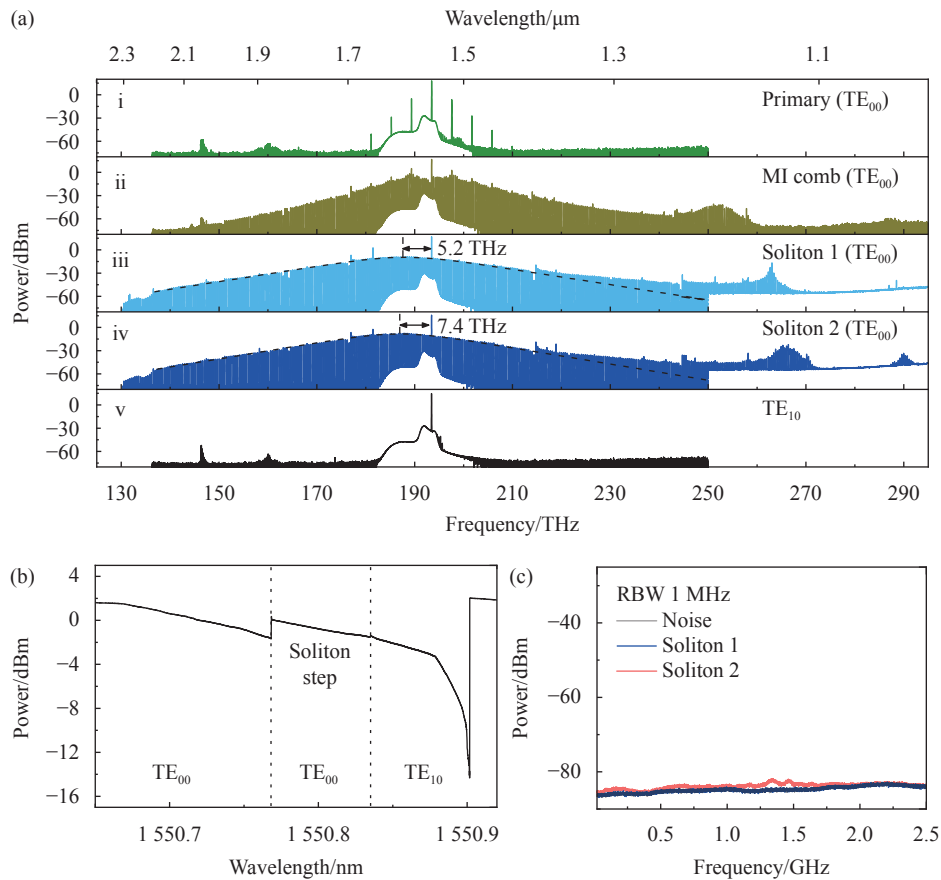 (a)
Wavelength/μm
2.3 2.1 1.9 1.7 1.5 1.3 1.1
0 i Primary (TE₀₀)
−30
−60
0 ii MI comb (TE₀₀)
−30
−60
0 iii 5.2 THz Soliton 1 (TE₀₀)
−30
−60
0 iv 7.4 THz Soliton 2 (TE₀₀)
−30
−60
0 v TE₁₀
−30
−60
Power/dBm
130 150 170 190 210 230 250 270 290
Frequency/THz
(b)
4
0
−4
−8
−12
−16
Power/dBm
Soliton
step
TE₀₀ TE₀₀ TE₁₀
1 550.7 1 550.8 1 550.9
Wavelength/nm
(c)
RBW 1 MHz
Noise
Soliton 1
Soliton 2
−40
−60
−80
Power/dBm
0.5 1.0 1.5 2.0 2.5
Frequency/GHz